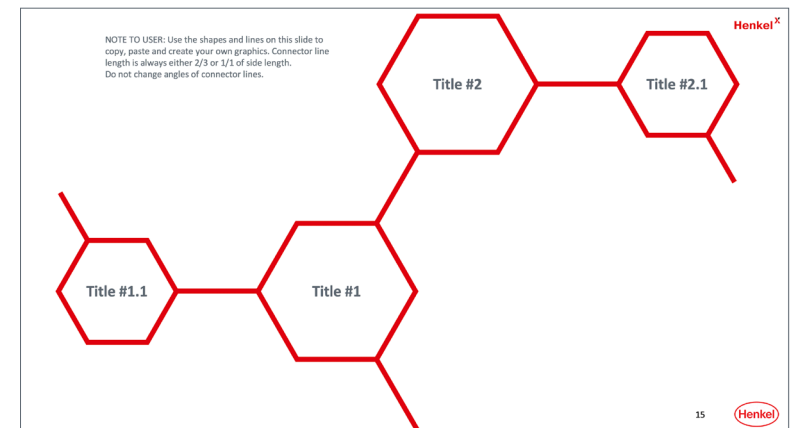 NOTE TO USER: Use the shapes and lines on this slide to
copy, paste and create your own graphics. Connector line
length is always either 2/3 or 1/1 of side length.
Do not change angles of connector lines.
Henkel X
Title #2
Title #2.1
Title #1.1
Title #1
15
Henkel